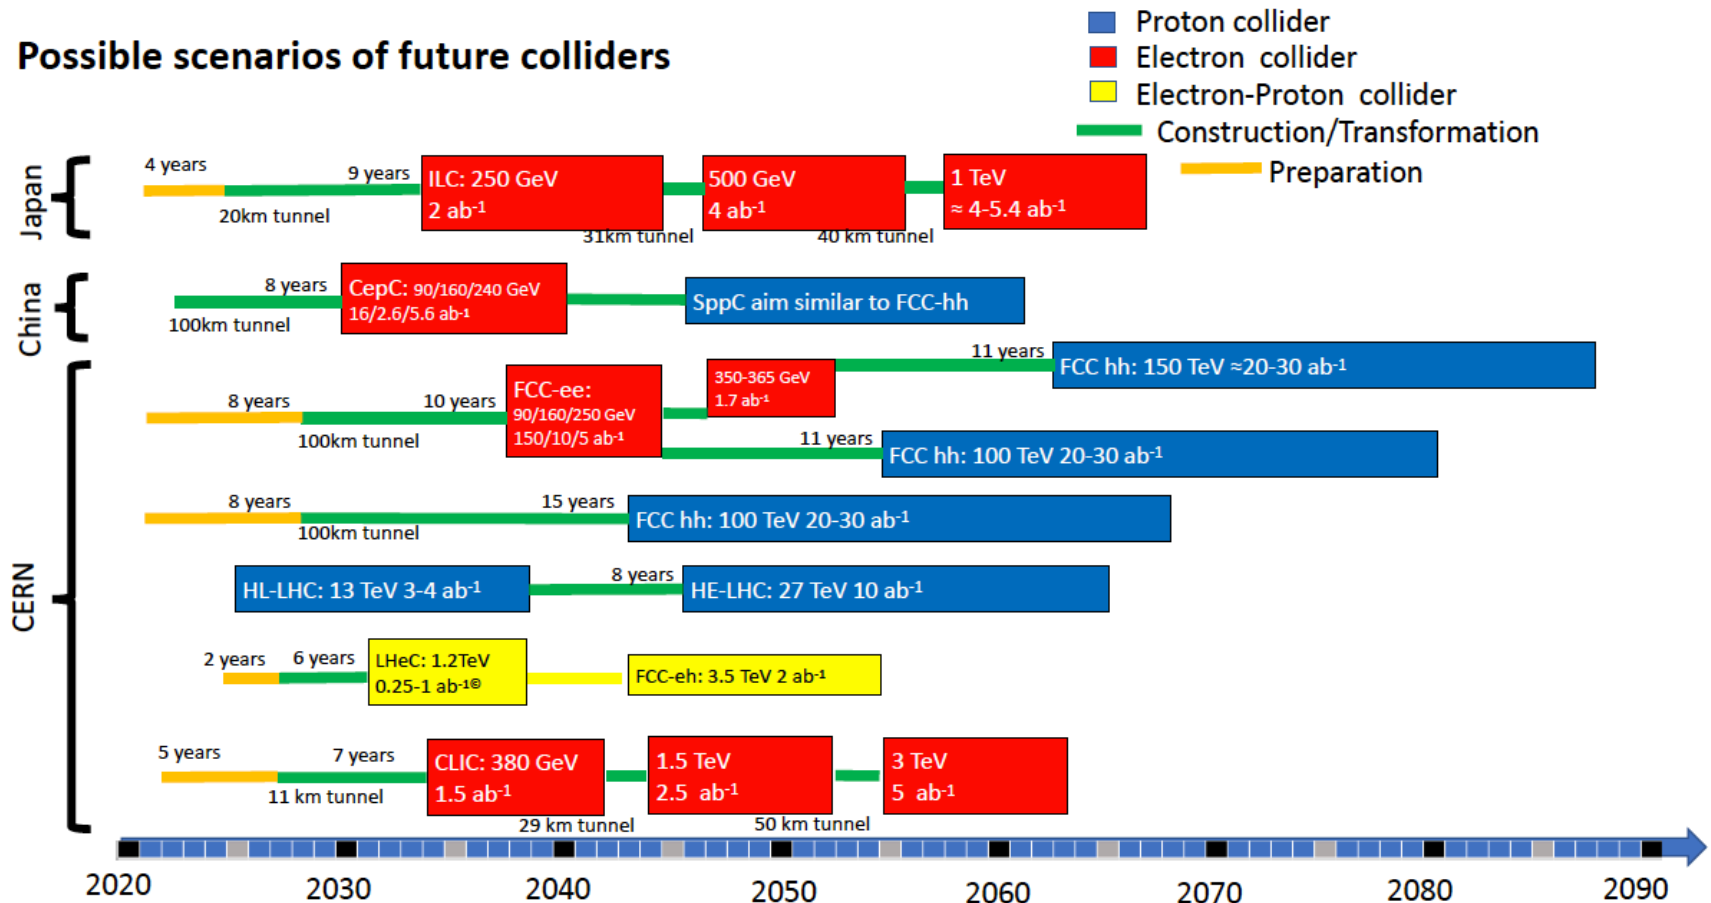 Possible scenarios of future colliders
Proton collider
Electron  collider
Electron-Proton  collider
Construction/Transformation
Preparation
Japan
4 years
9 years
20km tunnel
ILC: 250 GeV
2 ab⁻¹
31km tunnel
500 GeV
4 ab⁻¹
40 km tunnel
1 TeV
≈ 4-5.4 ab⁻¹
China
8 years
100km tunnel
CepC: 90/160/240 GeV
16/2.6/5.6 ab⁻¹
SppC aim similar to FCC-hh
CERN
8 years
10 years
100km tunnel
FCC-ee:
90/160/250 GeV
150/10/5 ab⁻¹
350-365 GeV
1.7 ab⁻¹
11 years
FCC hh: 150 TeV ≈20-30 ab⁻¹
11 years
FCC hh: 100 TeV 20-30 ab⁻¹
8 years
15 years
100km tunnel
FCC hh: 100 TeV 20-30 ab⁻¹
HL-LHC: 13 TeV 3-4 ab⁻¹
8 years
HE-LHC: 27 TeV 10 ab⁻¹
2 years
6 years
LHeC: 1.2TeV
0.25-1 ab⁻¹©
FCC-eh: 3.5 TeV 2 ab⁻¹
5 years
7 years
11 km tunnel
CLIC: 380 GeV
1.5 ab⁻¹
29 km tunnel
1.5 TeV
2.5  ab⁻¹
50 km tunnel
3 TeV
5  ab⁻¹
2020
2030
2040
2050
2060
2070
2080
2090